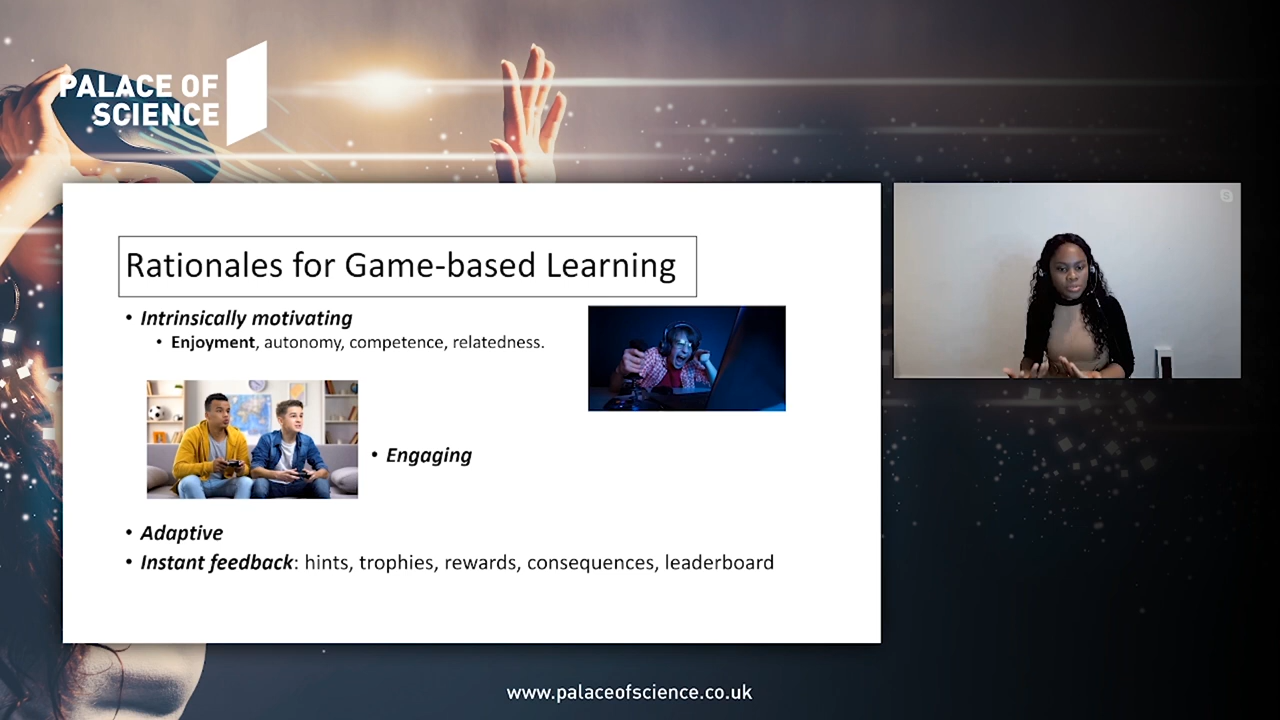 PALACE OF
SCIENCE
Rationales for Game-based Learning
• Intrinsically motivating
• Enjoyment, autonomy, competence, relatedness.
• Engaging
• Adaptive
• Instant feedback: hints, trophies, rewards, consequences, leaderboard
www.palaceofscience.co.uk